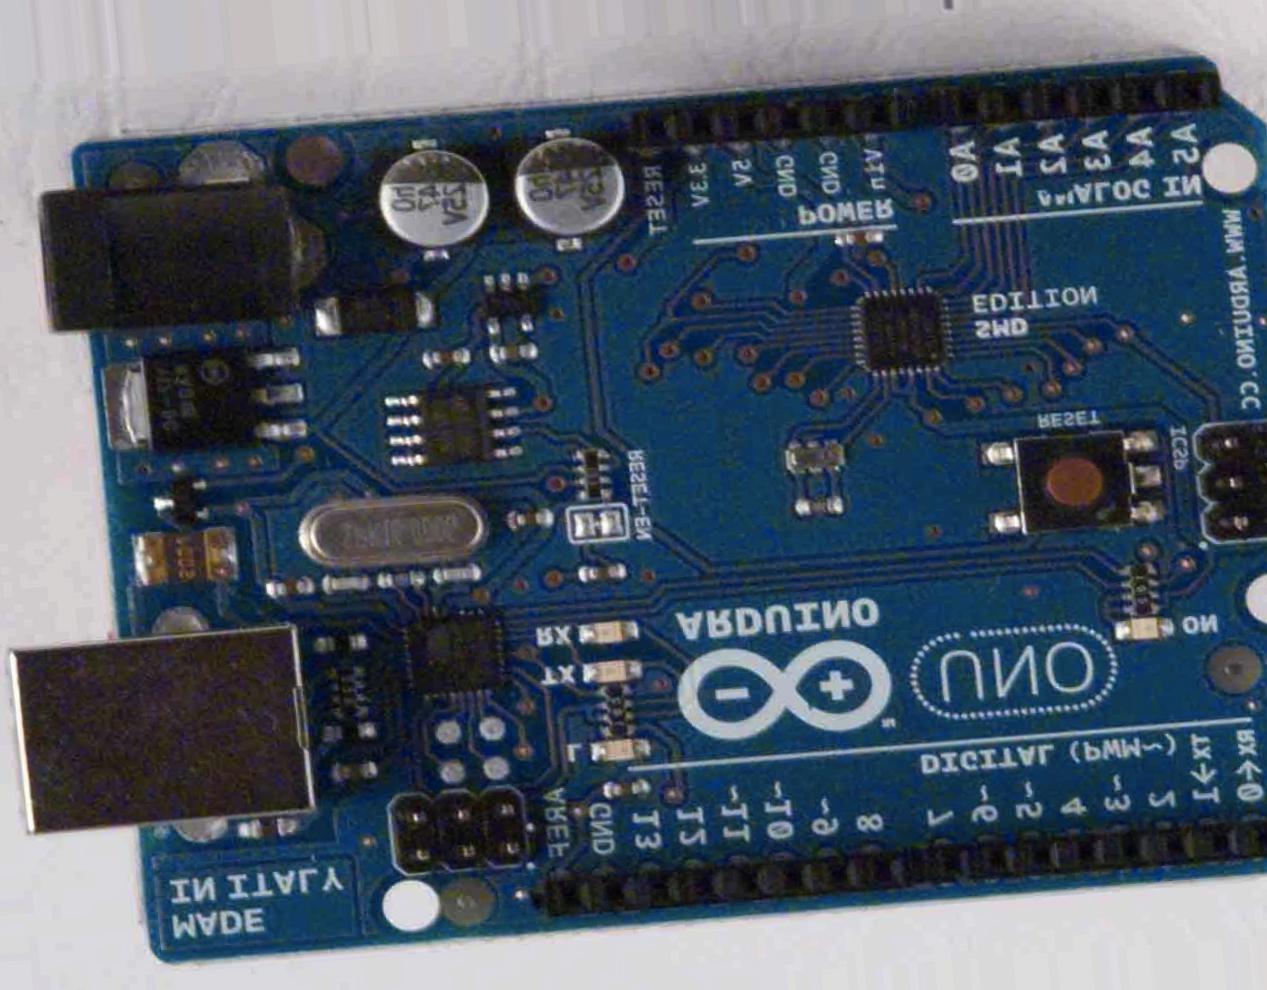 RESET
3.3V
5V
GND
GND
Vin
A0
A1
A2
A3
A4
A5
POWER
ANALOG IN
WWW.ARDUINO.CC
SMD
EDITION
RESET
ICSP
RESET-EN
ARDUINO
UNO
RX
TX
L
ON
DIGITAL (PWM~)
AREF
GND
13
12
~11
~10
~9
8
7
~6
~5
4
~3
2
TX→1
RX←0
MADE
IN ITALY